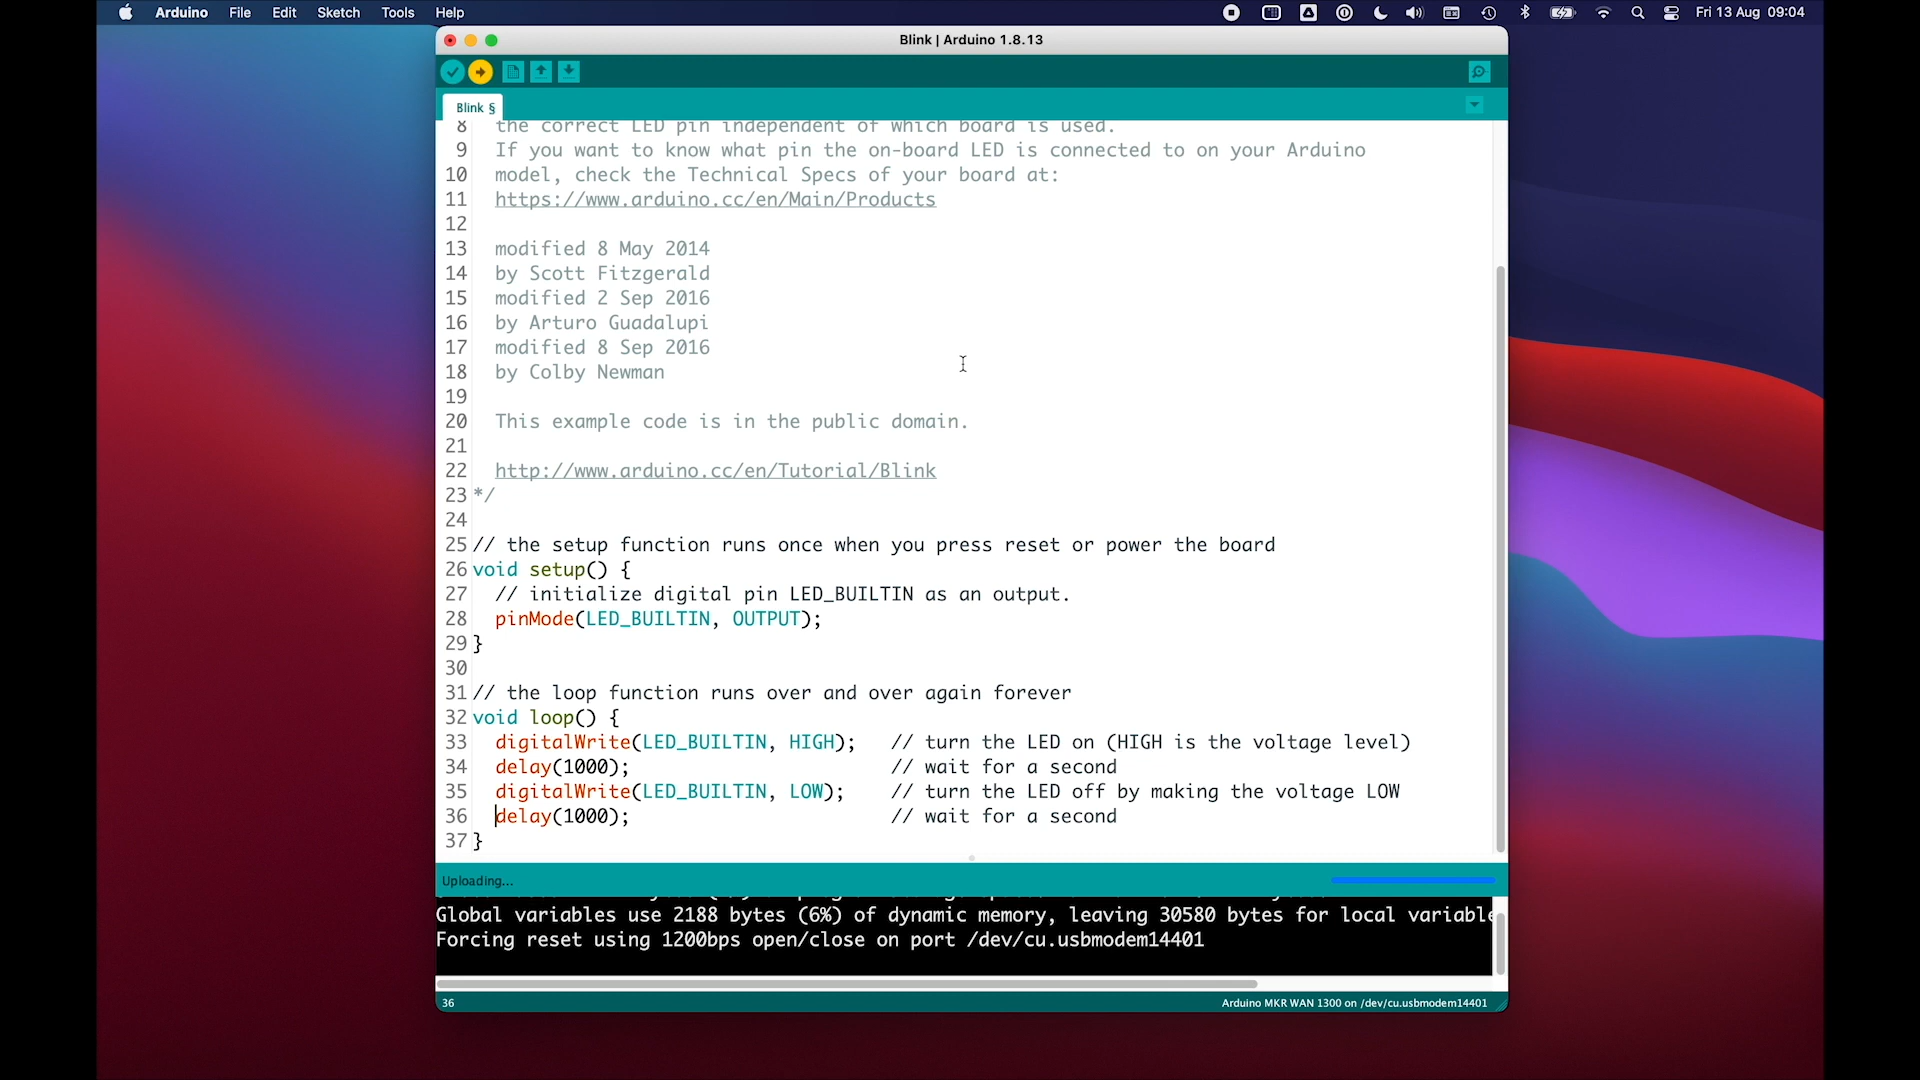 Arduino File Edit Sketch Tools Help Fri 13 Aug 09:04
Blink | Arduino 1.8.13
Blink §
8 the correct LED pin independent of which board is used.
9 If you want to know what pin the on-board LED is connected to on your Arduino
10 model, check the Technical Specs of your board at:
11 https://www.arduino.cc/en/Main/Products
12
13 modified 8 May 2014
14 by Scott Fitzgerald
15 modified 2 Sep 2016
16 by Arturo Guadalupi
17 modified 8 Sep 2016
18 by Colby Newman
19
20 This example code is in the public domain.
21
22 http://www.arduino.cc/en/Tutorial/Blink
23 */
24
25 // the setup function runs once when you press reset or power the board
26 void setup() {
27 // initialize digital pin LED_BUILTIN as an output.
28 pinMode(LED_BUILTIN, OUTPUT);
29 }
30
31 // the loop function runs over and over again forever
32 void loop() {
33 digitalWrite(LED_BUILTIN, HIGH); // turn the LED on (HIGH is the voltage level)
34 delay(1000); // wait for a second
35 digitalWrite(LED_BUILTIN, LOW); // turn the LED off by making the voltage LOW
36 delay(1000); // wait for a second
37 }
Uploading...
Global variables use 2188 bytes (6%) of dynamic memory, leaving 30580 bytes for local variable
Forcing reset using 1200bps open/close on port /dev/cu.usbmodem14401
36 Arduino MKR WAN 1300 on /dev/cu.usbmodem14401